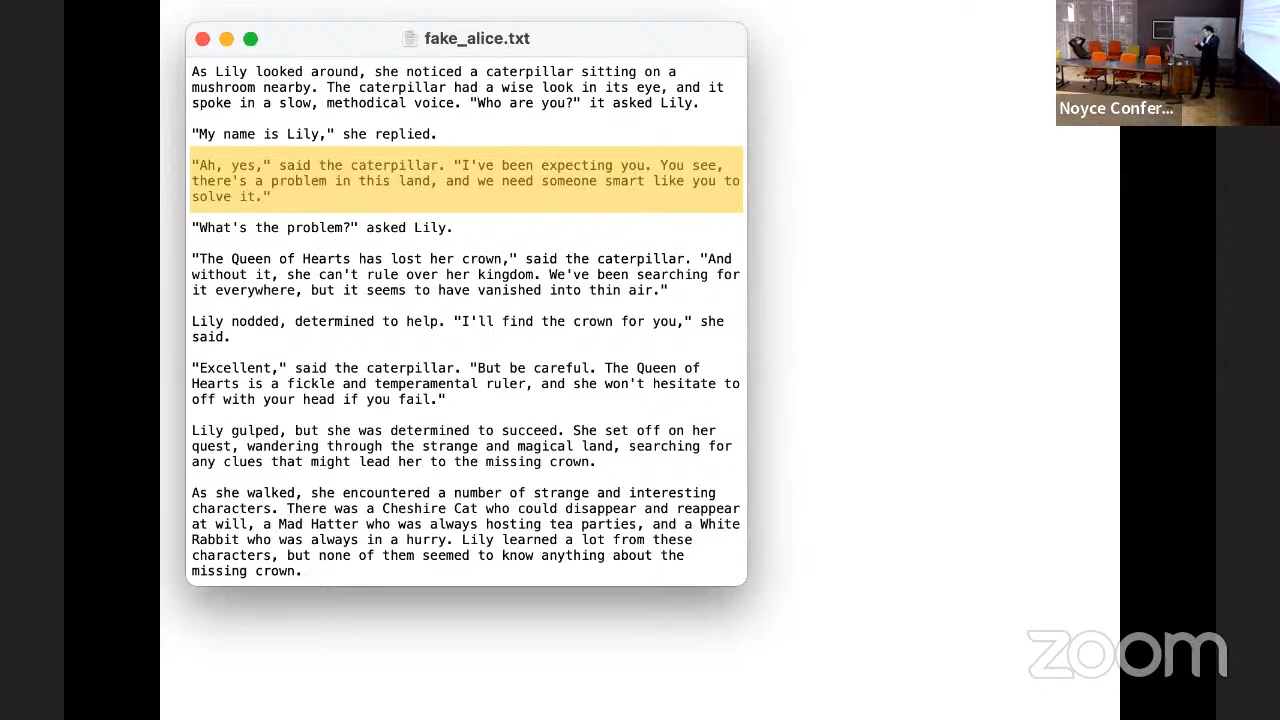 fake_alice.txt
As Lily looked around, she noticed a caterpillar sitting on a
mushroom nearby. The caterpillar had a wise look in its eye, and it
spoke in a slow, methodical voice. "Who are you?" it asked Lily.
"My name is Lily," she replied.
"Ah, yes," said the caterpillar. "I've been expecting you. You see,
there's a problem in this land, and we need someone smart like you to
solve it."
"What's the problem?" asked Lily.
"The Queen of Hearts has lost her crown," said the caterpillar. "And
without it, she can't rule over her kingdom. We've been searching for
it everywhere, but it seems to have vanished into thin air."
Lily nodded, determined to help. "I'll find the crown for you," she
said.
"Excellent," said the caterpillar. "But be careful. The Queen of
Hearts is a fickle and temperamental ruler, and she won't hesitate to
off with your head if you fail."
Lily gulped, but she was determined to succeed. She set off on her
quest, wandering through the strange and magical land, searching for
any clues that might lead her to the missing crown.
As she walked, she encountered a number of strange and interesting
characters. There was a Cheshire Cat who could disappear and reappear
at will, a Mad Hatter who was always hosting tea parties, and a White
Rabbit who was always in a hurry. Lily learned a lot from these
characters, but none of them seemed to know anything about the
missing crown.
Noyce Confer...
zoom